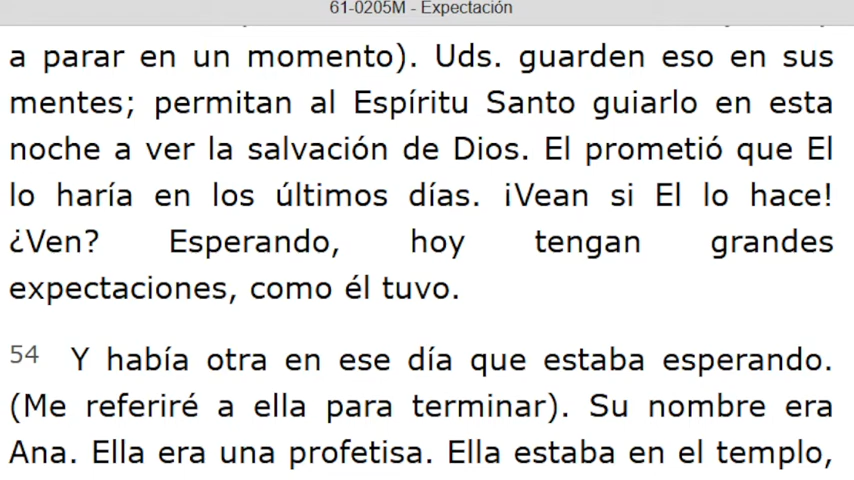 61-0205M - Expectación
a parar en un momento). Uds. guarden eso en sus
mentes; permitan al Espíritu Santo guiarlo en esta
noche a ver la salvación de Dios. El prometió que El
lo haría en los últimos días. ¡Vean si El lo hace!
¿Ven? Esperando, hoy tengan grandes
expectaciones, como él tuvo.
54 Y había otra en ese día que estaba esperando.
(Me referiré a ella para terminar). Su nombre era
Ana. Ella era una profetisa. Ella estaba en el templo,